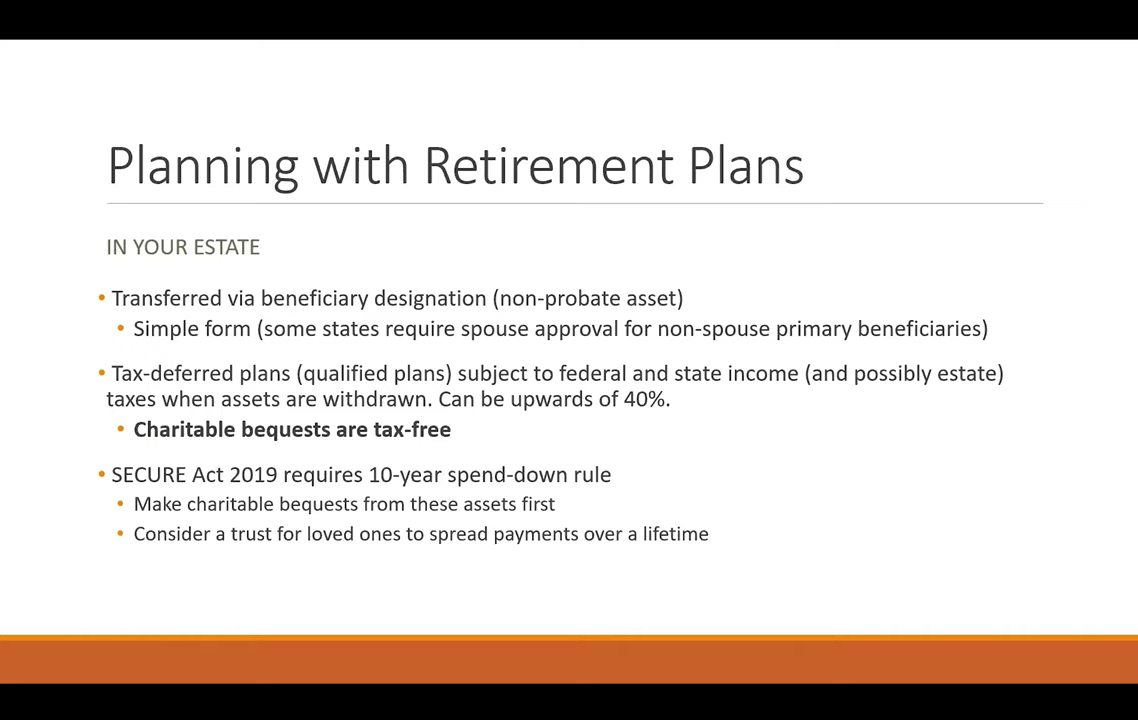 Planning with Retirement Plans
IN YOUR ESTATE
• Transferred via beneficiary designation (non-probate asset)
• Simple form (some states require spouse approval for non-spouse primary beneficiaries)
• Tax-deferred plans (qualified plans) subject to federal and state income (and possibly estate)
taxes when assets are withdrawn. Can be upwards of 40%.
• Charitable bequests are tax-free
• SECURE Act 2019 requires 10-year spend-down rule
• Make charitable bequests from these assets first
• Consider a trust for loved ones to spread payments over a lifetime